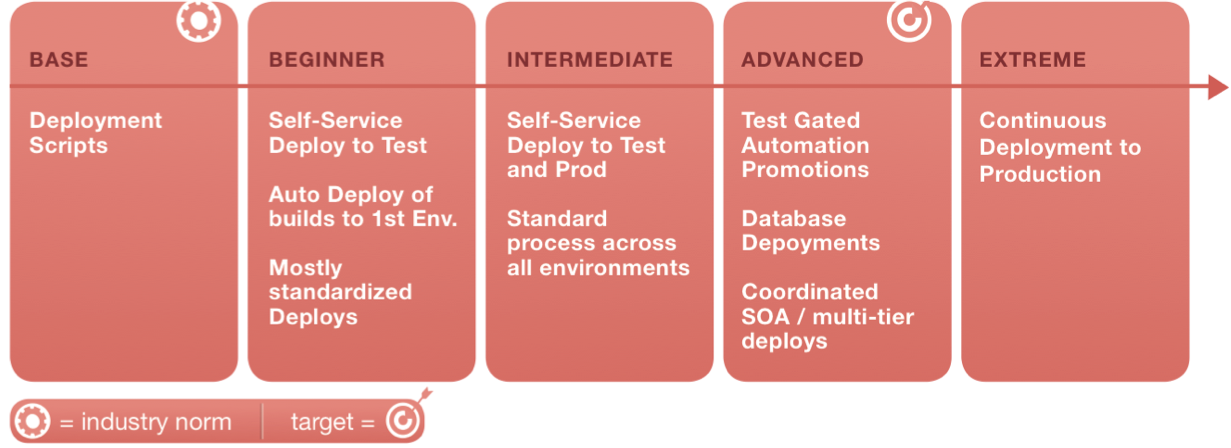 BASE
Deployment
Scripts
BEGINNER
Self-Service
Deploy to Test
Auto Deploy of
builds to 1st Env.
Mostly
standardized
Deploys
INTERMEDIATE
Self-Service
Deploy to Test
and Prod
Standard
process across
all environments
ADVANCED
Test Gated
Automation
Promotions
Database
Depoyments
Coordinated
SOA / multi-tier
deploys
EXTREME
Continuous
Deployment to
Production
= industry norm
target =